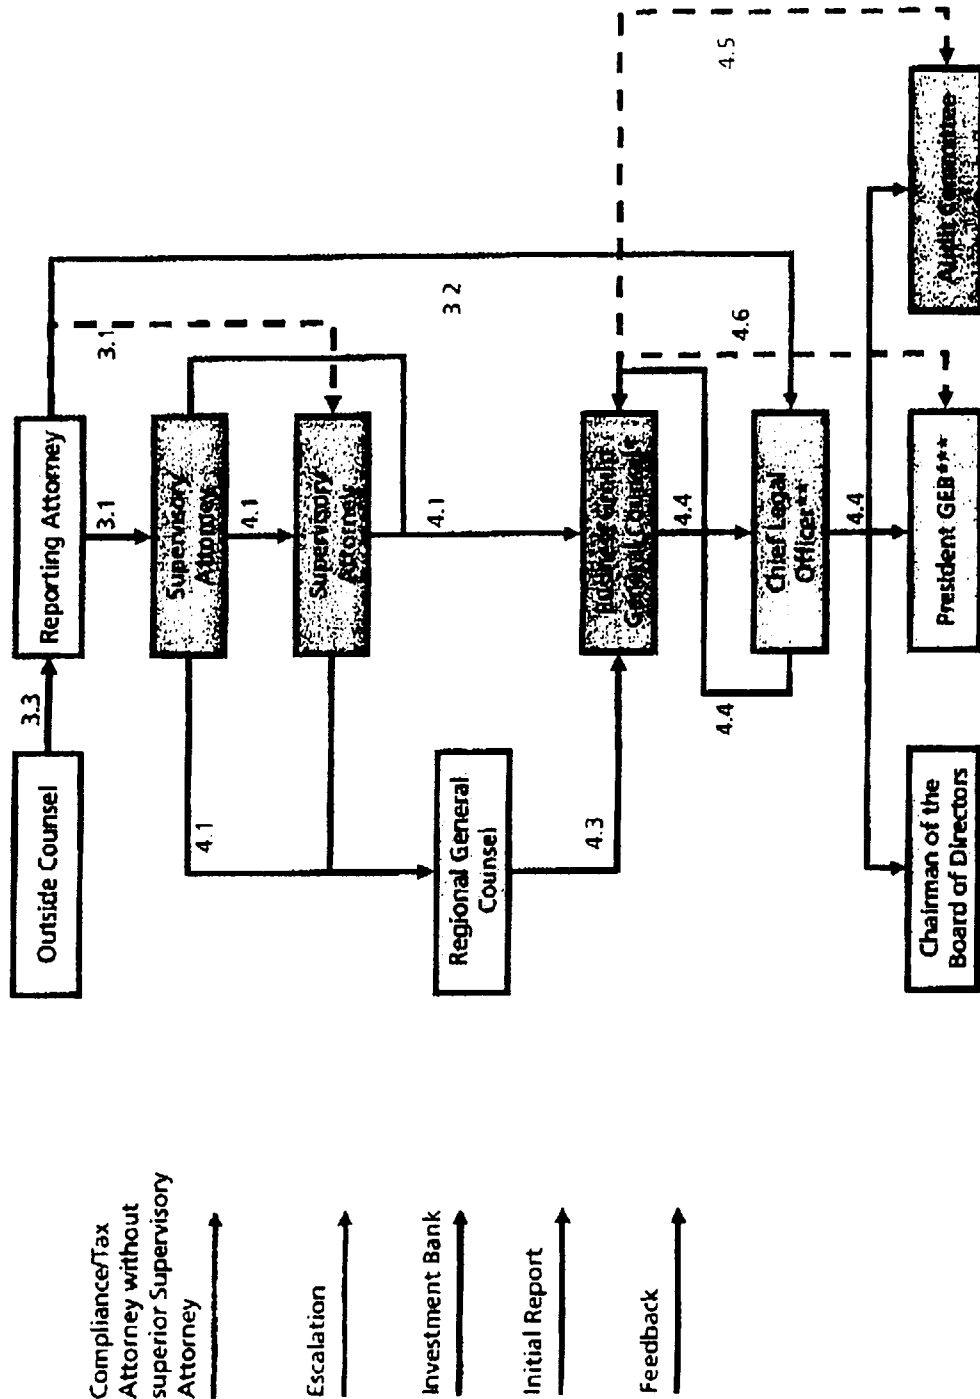 Outside Counsel
3.3
Reporting Attorney
3.1
3.1
Supervisory
Attorney
4.1
4.1
Supervisory
Attorney
4.1
3 2
Regional General
Counsel
4.3
Business Group
General
4.4
4.4
4.5
4.6
Chief Legal
Officer**
4.4
Chairman of the
Board of Directors
President GEB***
Audit Committee
Compliance/Tax
Attorney without
superior Supervisory
Attorney
Escalation
Investment Bank
Initial Report
Feedback